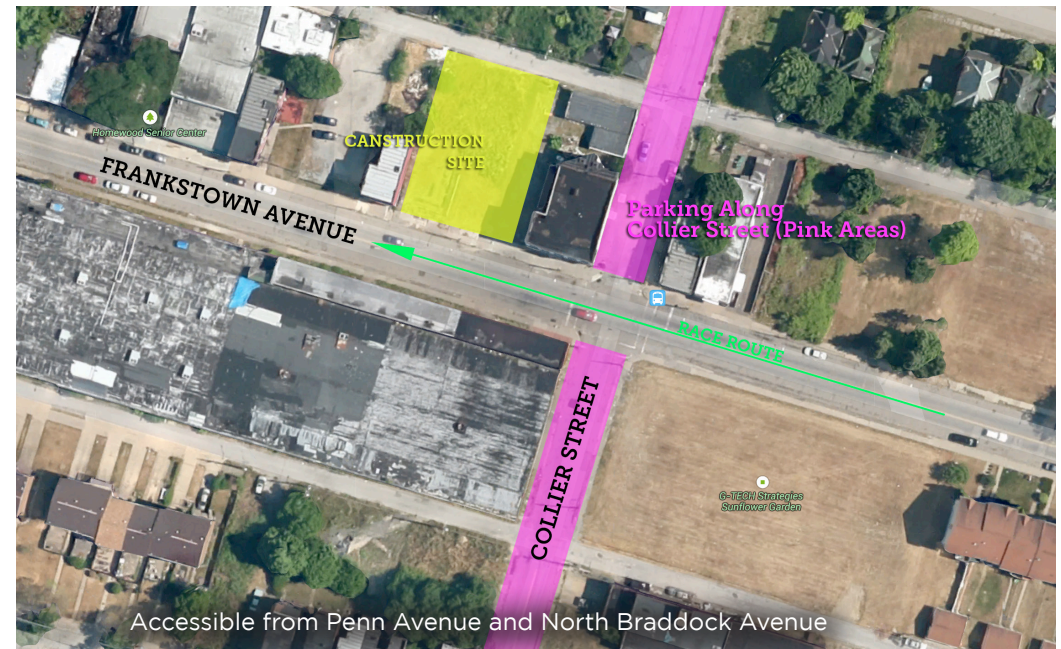 Homewood Senior Center
CANSTRUCTION
SITE
FRANKSTOWN AVENUE
Parking Along
Collier Street (Pink Areas)
RACE ROUTE
COLLIER STREET
G-TECH Strategies
Sunflower Garden
Accessible from Penn Avenue and North Braddock Avenue